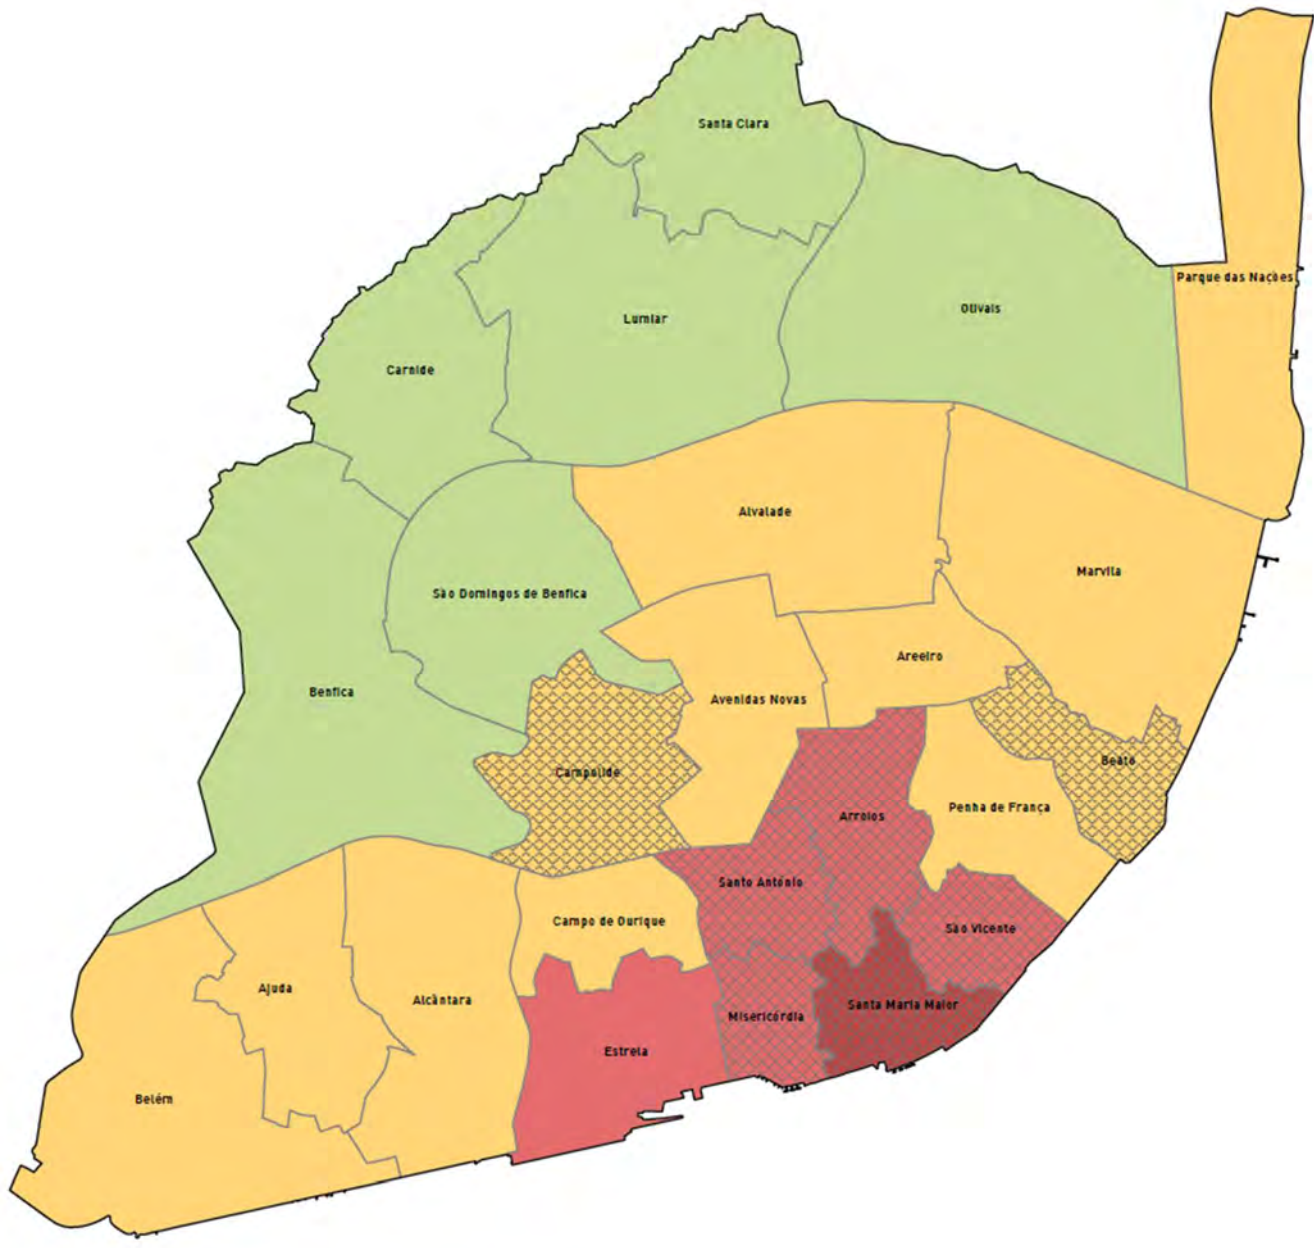 Santa Clara
Parque das Nações
Olivais
Lumiar
Carnide
Alvalade
Marvila
São Domingos de Benfica
Areeiro
Benfica
Avenidas Novas
Beato
Campolide
Penha de França
Arroios
Santo António
Campo de Ourique
São Vicente
Ajuda
Alcântara
Santa Maria Maior
Misericórdia
Estrela
Belém